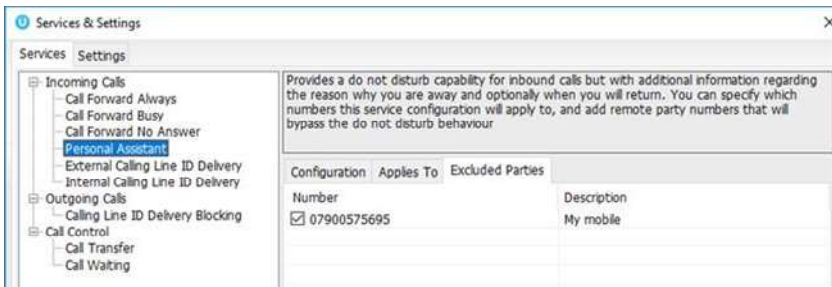 Services & Settings
Services Settings
Incoming Calls
Call Forward Always
Call Forward Busy
Call Forward No Answer
Personal Assistant
External Calling Line ID Delivery
Internal Calling Line ID Delivery
Outgoing Calls
Calling Line ID Delivery Blocking
Call Control
Call Transfer
Call Waiting
Provides a do not disturb capability for inbound calls but with additional information regarding
the reason why you are away and optionally when you will return. You can specify which
numbers this service configuration will apply to, and add remote party numbers that will
bypass the do not disturb behaviour
Configuration Applies To Excluded Parties
Number Description
07900575695 My mobile